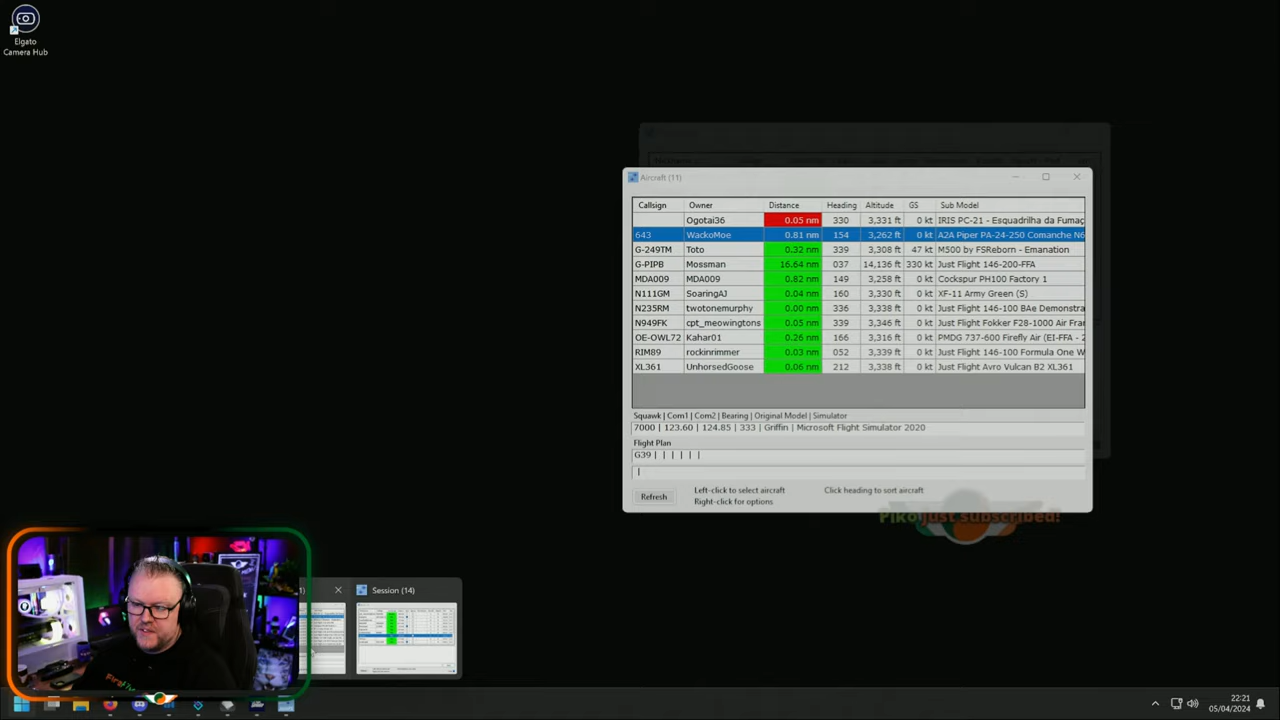 Elgato
Camera Hub
Aircraft (11)
Callsign Owner Distance Heading Altitude GS Sub Model
Ogotai36 0.05 nm 330 3,331 ft 0 kt IRIS PC-21 - Esquadrilha da Fumaç
643 WackoMoe 0.81 nm 154 3,262 ft 0 kt A2A Piper PA-24-250 Comanche N6
G-249TM Toto 0.32 nm 339 3,308 ft 47 kt M500 by FSReborn - Emanation
G-PIPB Mossman 16.64 nm 037 14,136 ft 330 kt Just Flight 146-200-FFA
MDA009 MDA009 0.82 nm 149 3,258 ft 0 kt Cockspur PH100 Factory 1
N111GM SoaringAJ 0.04 nm 160 3,330 ft 0 kt XF-11 Army Green (S)
N235RM twotonemurphy 0.00 nm 336 3,338 ft 0 kt Just Flight 146-100 BAe Demonstra
N949FK cpt_meowingtons 0.05 nm 339 3,346 ft 0 kt Just Flight Fokker F28-1000 Air Fran
OE-OWL72 Kahar01 0.26 nm 166 3,316 ft 0 kt PMDG 737-600 Firefly Air (EI-FFA - 2
RIM89 rockinrimmer 0.03 nm 052 3,339 ft 0 kt Just Flight 146-100 Formula One W
XL361 UnhorsedGoose 0.06 nm 212 3,338 ft 0 kt Just Flight Avro Vulcan B2 XL361
Squawk | Com1 | Com2 | Bearing | Original Model | Simulator
7000 | 123.60 | 124.85 | 333 | Griffin | Microsoft Flight Simulator 2020
Flight Plan
G39 | | | | | |
|
Refresh
Left-click to select aircraft
Right-click for options
Click heading to sort aircraft
Piko just subscribed!
Session (14)
22:21
05/04/2024